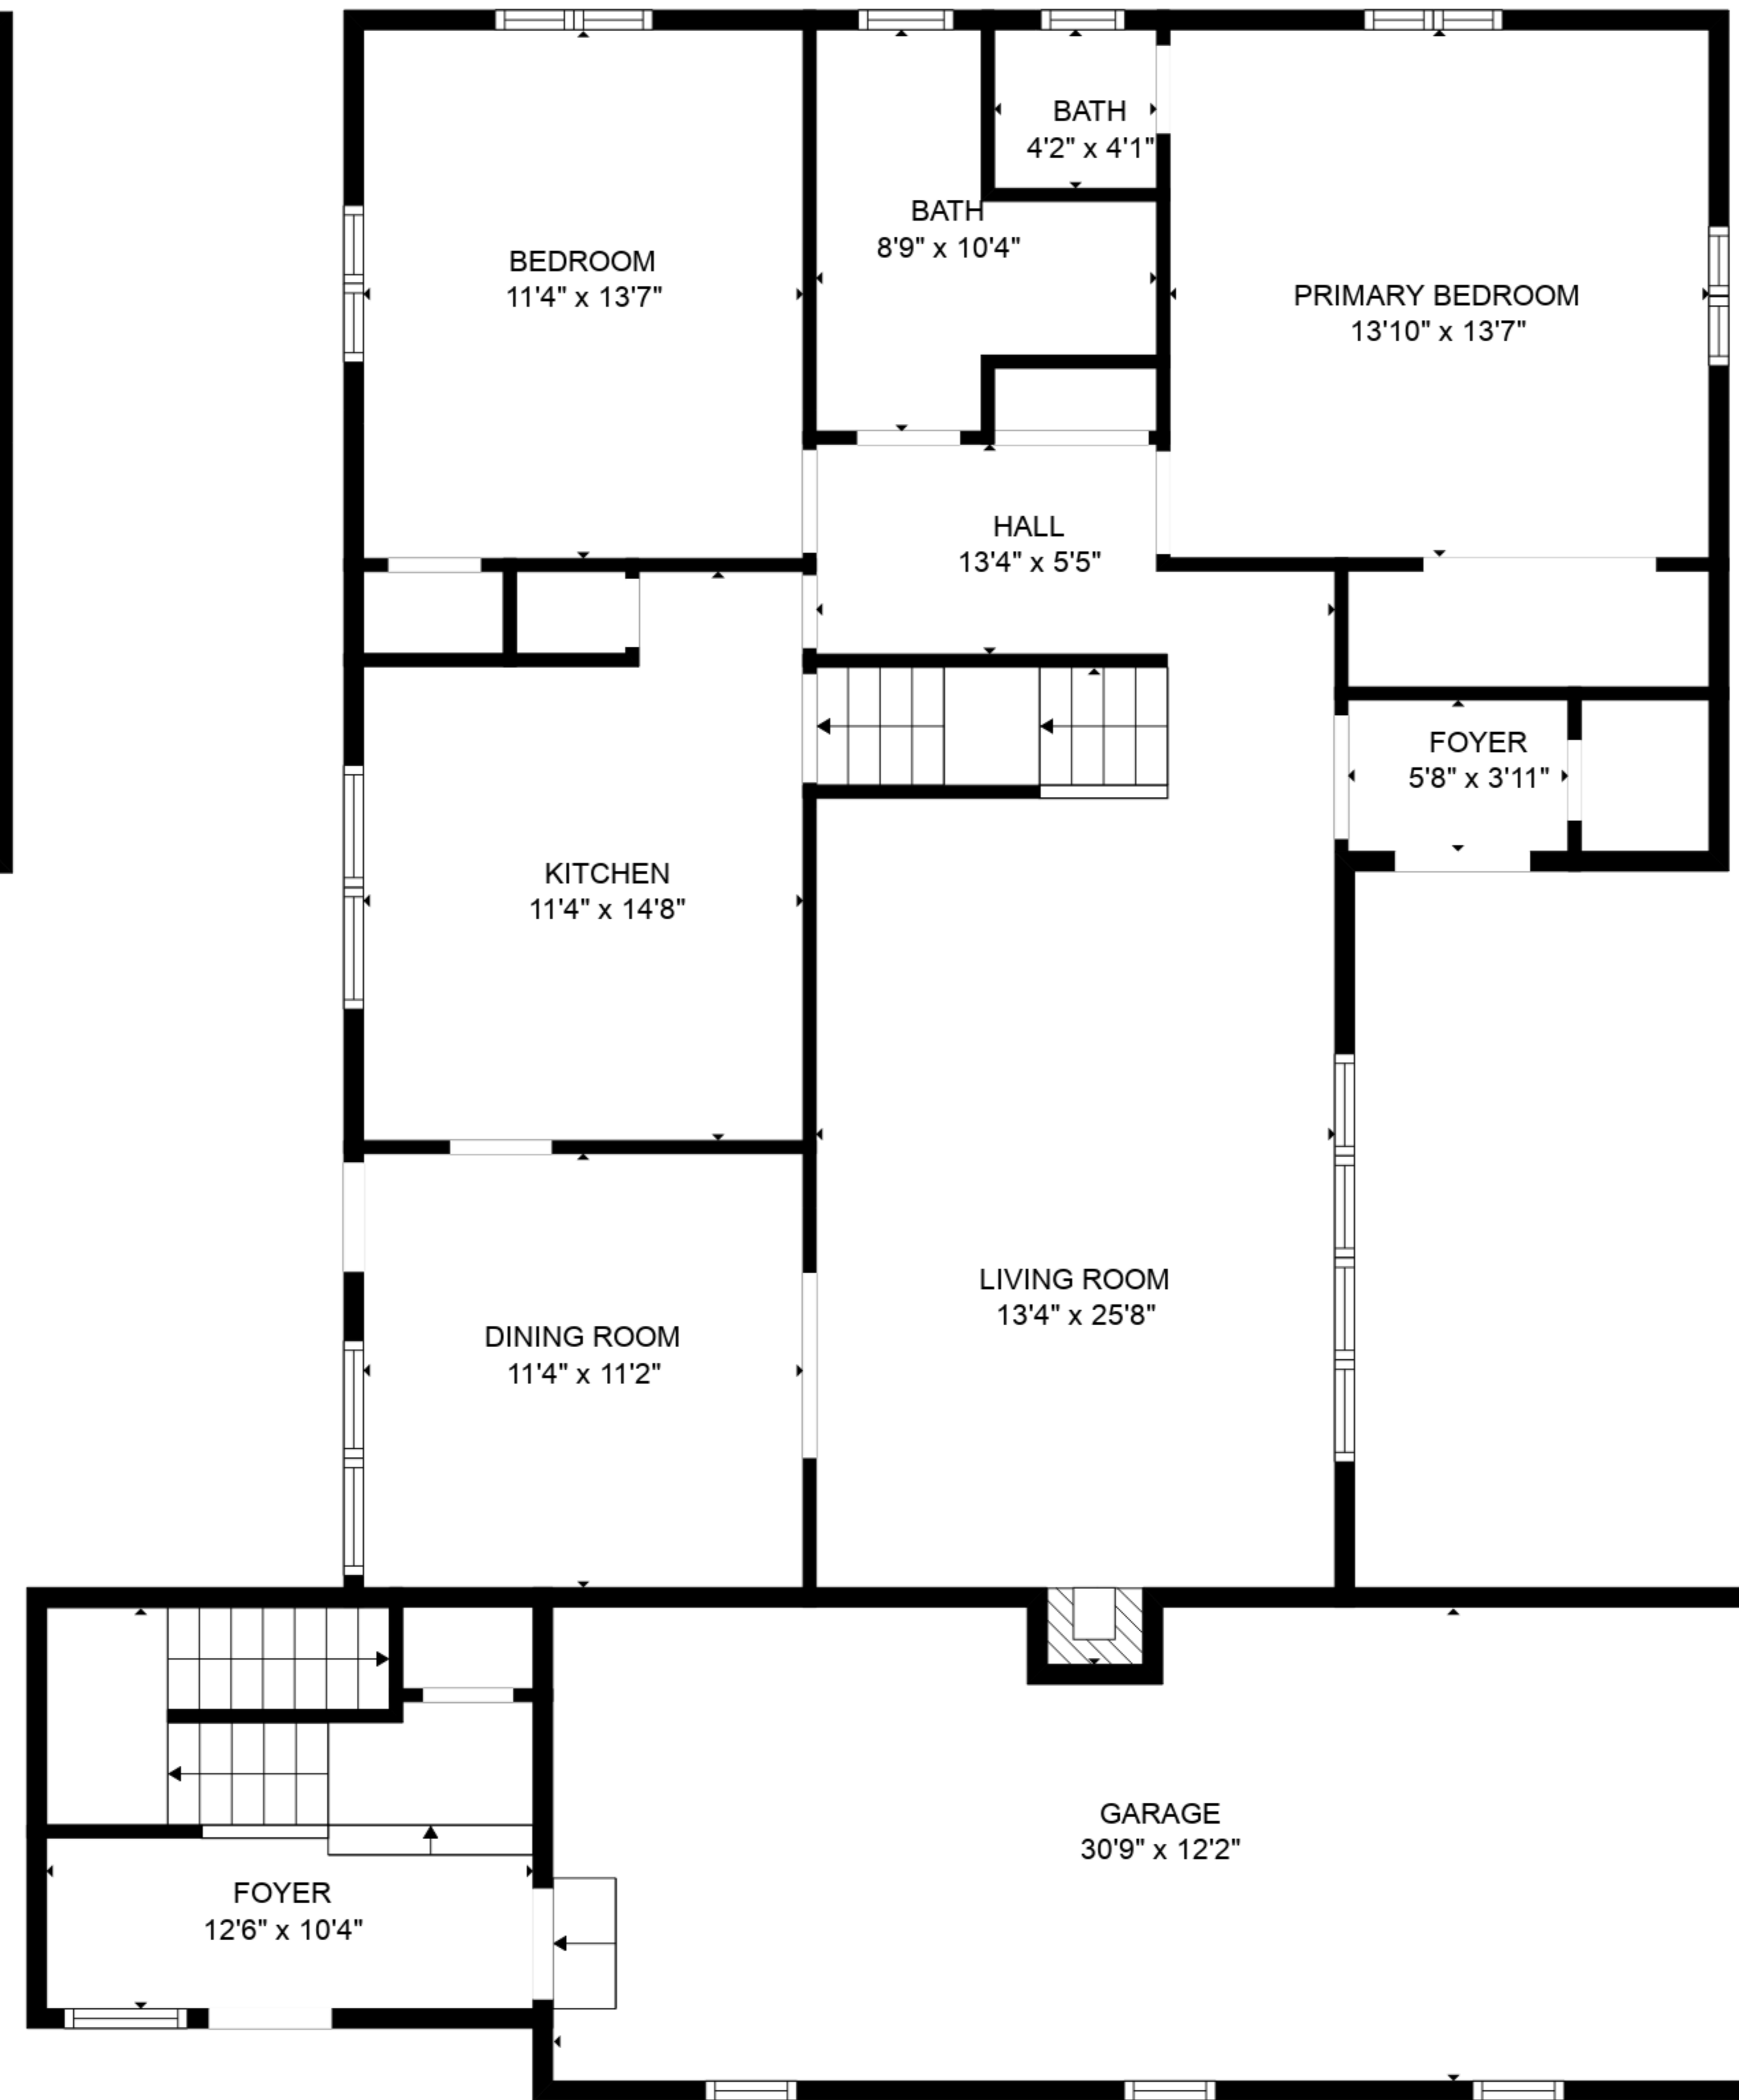 BATH
4'2" x 4'1"
BATH
8'9" x 10'4"
BEDROOM
11'4" x 13'7"
PRIMARY BEDROOM
13'10" x 13'7"
HALL
13'4" x 5'5"
FOYER
5'8" x 3'11"
KITCHEN
11'4" x 14'8"
LIVING ROOM
13'4" x 25'8"
DINING ROOM
11'4" x 11'2"
GARAGE
30'9" x 12'2"
FOYER
12'6" x 10'4"